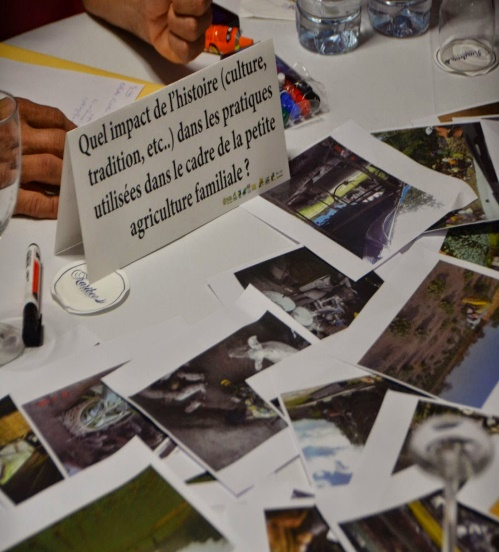 Quel impact de l'histoire (culture,
tradition, etc..) dans les pratiques
utilisées dans le cadre de la petite
agriculture familiale ?